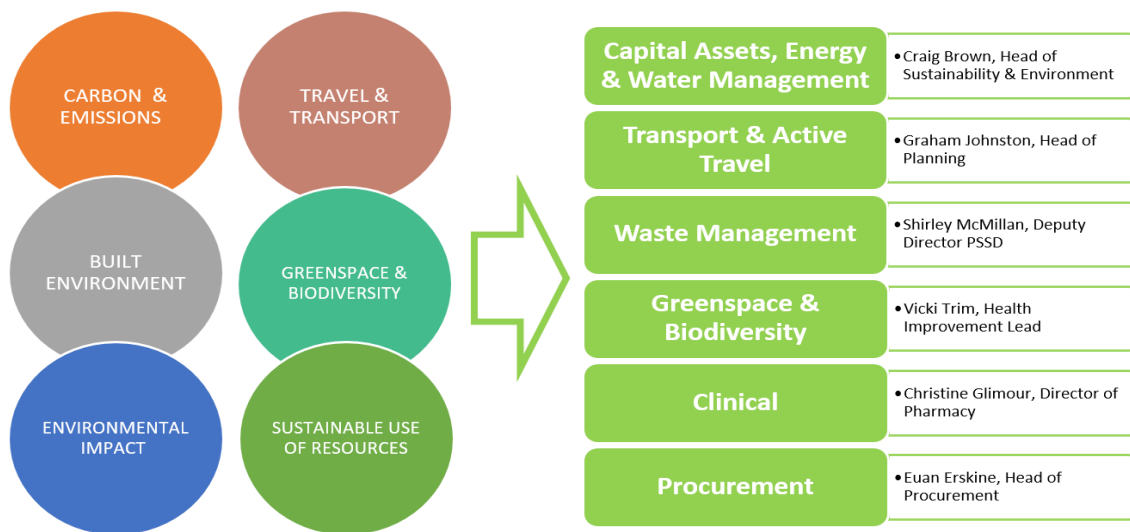 CARBON &
EMISSIONS
TRAVEL &
TRANSPORT
BUILT
ENVIRONMENT
GREENSPACE &
BIODIVERSITY
ENVIRONMENTAL
IMPACT
SUSTAINABLE USE
OF RESOURCES
Capital Assets, Energy
& Water Management
•Craig Brown, Head of
Sustainability & Environment
Transport & Active
Travel
•Graham Johnston, Head of
Planning
Waste Management
•Shirley McMillan, Deputy
Director PSSD
Greenspace &
Biodiversity
•Vicki Trim, Health
Improvement Lead
Clinical
•Christine Glimour, Director of
Pharmacy
Procurement
•Euan Erskine, Head of
Procurement